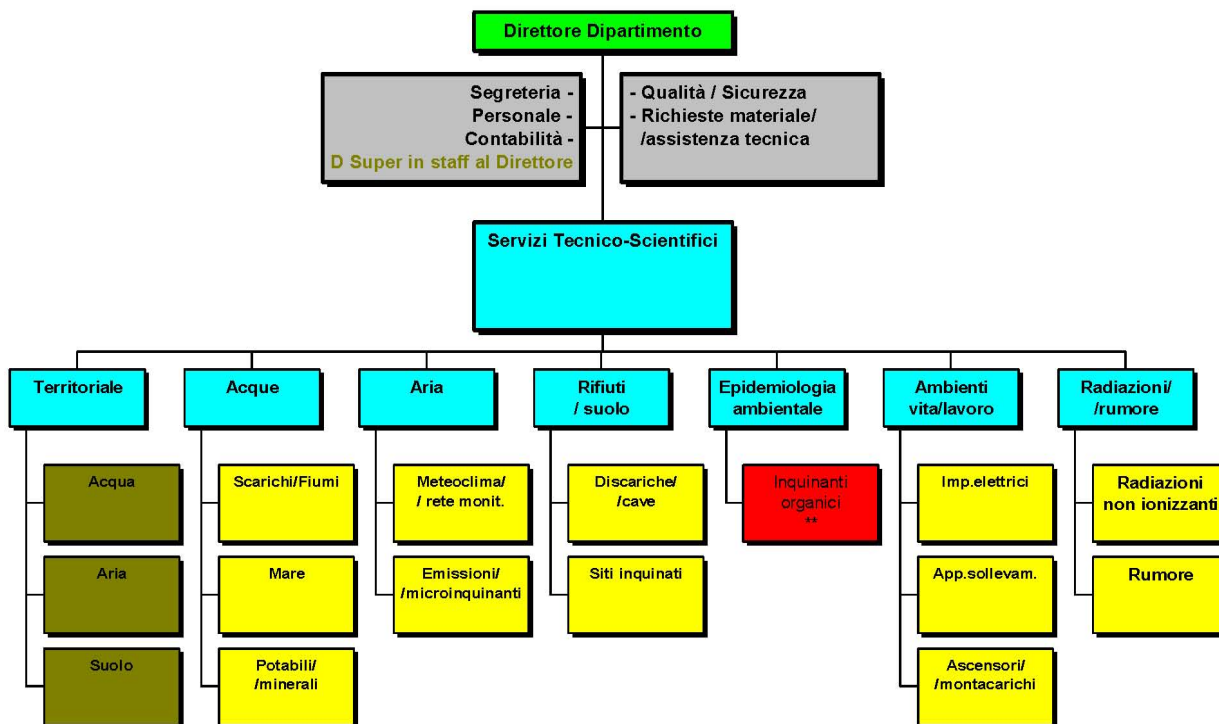 Direttore Dipartimento
Segreteria -
Personale -
Contabilità -
D Super in staff al Direttore
- Qualità / Sicurezza
- Richieste materiale/
/assistenza tecnica
Servizi Tecnico-Scientifici
Territoriale
Acque
Aria
Rifiuti
/ suolo
Epidemiologia
ambientale
Ambienti
vita/lavoro
Radiazioni/
/rumore
Acqua
Scarichi/Fiumi
Meteoclima/
/ rete monit.
Discariche/
/cave
Inquinanti
organici
**
Imp.elettrici
Radiazioni
non ionizzanti
Aria
Mare
Emissioni/
/microinquinanti
Siti inquinati
App.sollevam.
Rumore
Suolo
Potabili/
/minerali
Ascensori/
/montacarichi